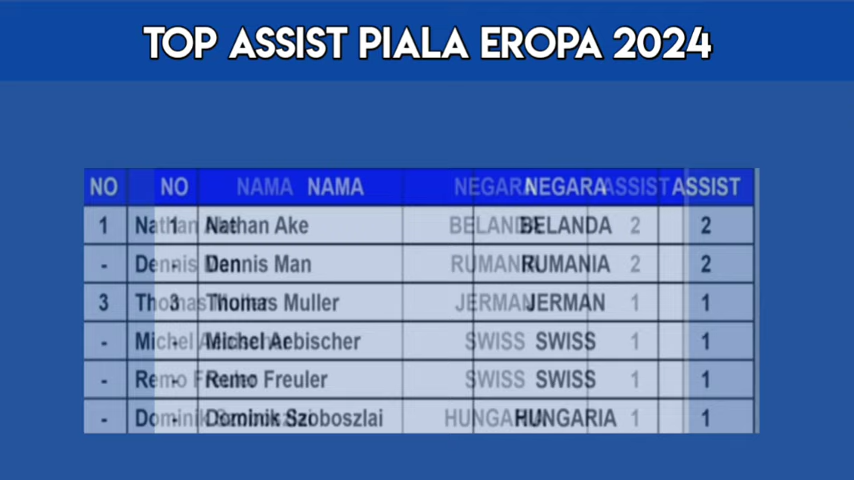 TOP ASSIST PIALA EROPA 2024
NO NAMA NEGARA ASSIST
1 Nathan Ake BELANDA 2
- Dennis Man RUMANIA 2
3 Thomas Muller JERMAN 1
- Michel Aebischer SWISS 1
- Remo Freuler SWISS 1
- Dominik Szoboszlai HUNGARIA 1